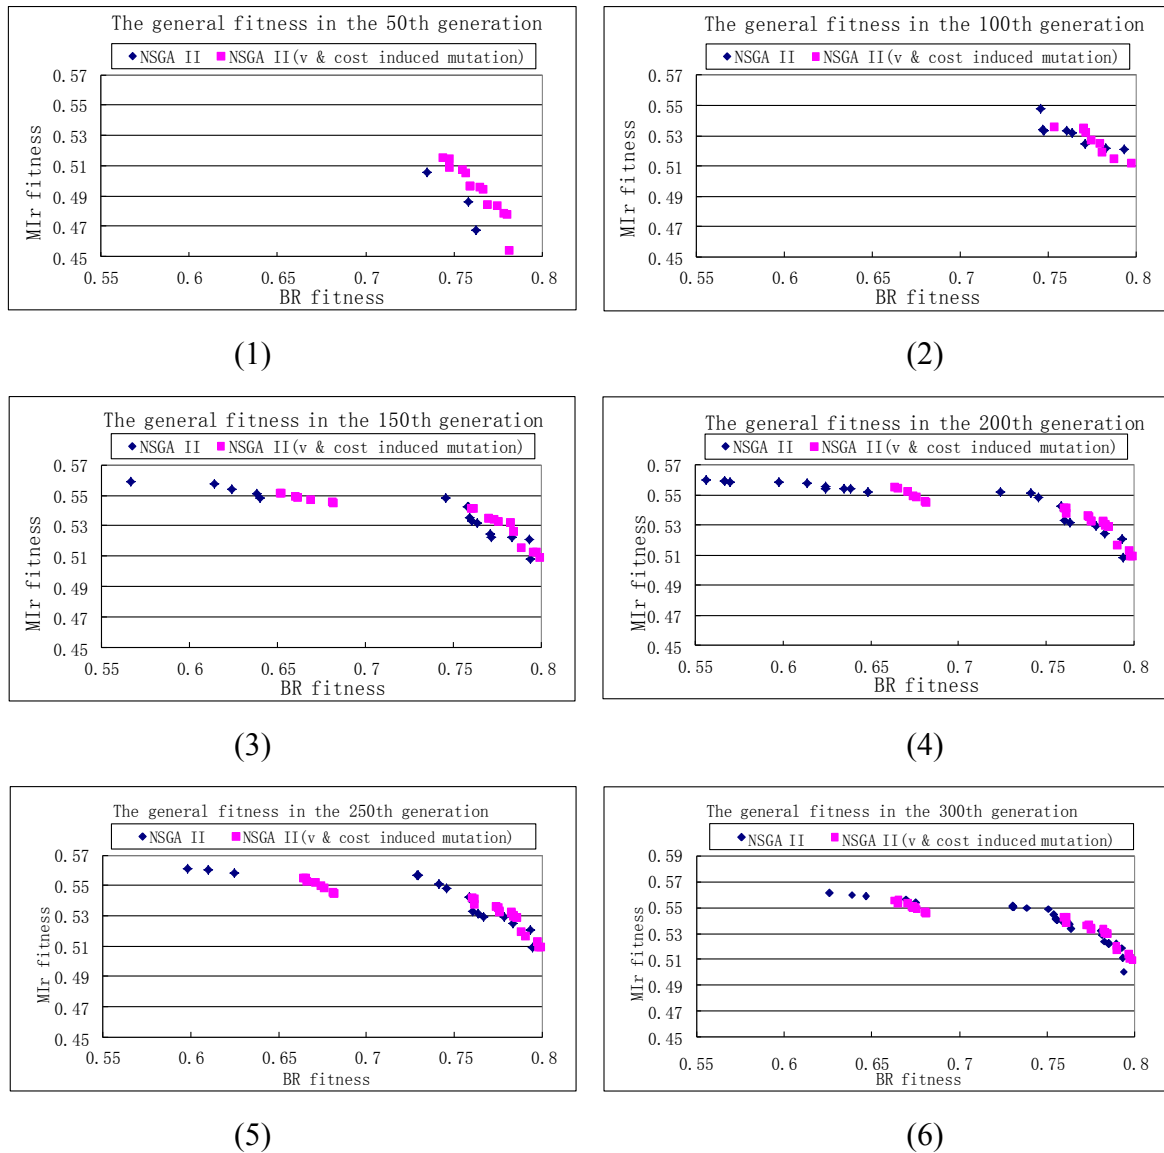 The general fitness in the 50th generation
NSGA II NSGA II(v & cost induced mutation)
0.57
0.55
0.53
0.51
0.49
0.47
0.45
MIr fitness
0.55 0.6 0.65 0.7 0.75 0.8
BR fitness
(1)
The general fitness in the 100th generation
NSGA II NSGA II(v & cost induced mutation)
0.57
0.55
0.53
0.51
0.49
0.47
0.45
MIr fitness
0.55 0.6 0.65 0.7 0.75 0.8
BR fitness
(2)
The general fitness in the 150th generation
NSGA II NSGA II(v & cost induced mutation)
0.57
0.55
0.53
0.51
0.49
0.47
0.45
MIr fitness
0.55 0.6 0.65 0.7 0.75 0.8
BR fitness
(3)
The general fitness in the 200th generation
NSGA II NSGA II(v & cost induced mutation)
0.57
0.55
0.53
0.51
0.49
0.47
0.45
MIr fitness
0.55 0.6 0.65 0.7 0.75 0.8
BR fitness
(4)
The general fitness in the 250th generation
NSGA II NSGA II(v & cost induced mutation)
0.57
0.55
0.53
0.51
0.49
0.47
0.45
MIr fitness
0.55 0.6 0.65 0.7 0.75 0.8
BR fitness
(5)
The general fitness in the 300th generation
NSGA II NSGA II(v & cost induced mutation)
0.59
0.57
0.55
0.53
0.51
0.49
0.47
0.45
MIr fitness
0.55 0.6 0.65 0.7 0.75 0.8
BR fitness
(6)